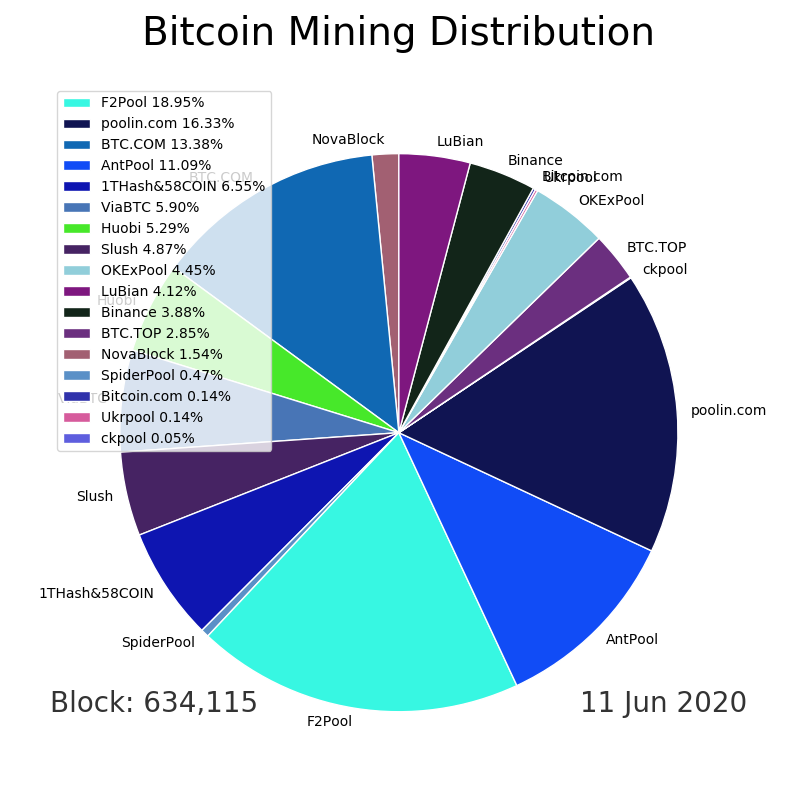 Bitcoin Mining Distribution
F2Pool 18.95%
poolin.com 16.33%
BTC.COM 13.38%
AntPool 11.09%
1THash&58COIN 6.55%
ViaBTC 5.90%
Huobi 5.29%
Slush 4.87%
OKExPool 4.45%
LuBian 4.12%
Binance 3.88%
BTC.TOP 2.85%
NovaBlock 1.54%
SpiderPool 0.47%
Bitcoin.com 0.14%
Ukrpool 0.14%
ckpool 0.05%
NovaBlock
LuBian
Binance
Bitcoin.com
Ukrpool
OKExPool
BTC.TOP
ckpool
poolin.com
AntPool
F2Pool
SpiderPool
1THash&58COIN
Slush
Huobi
BTC.COM
Block: 634,115
11 Jun 2020